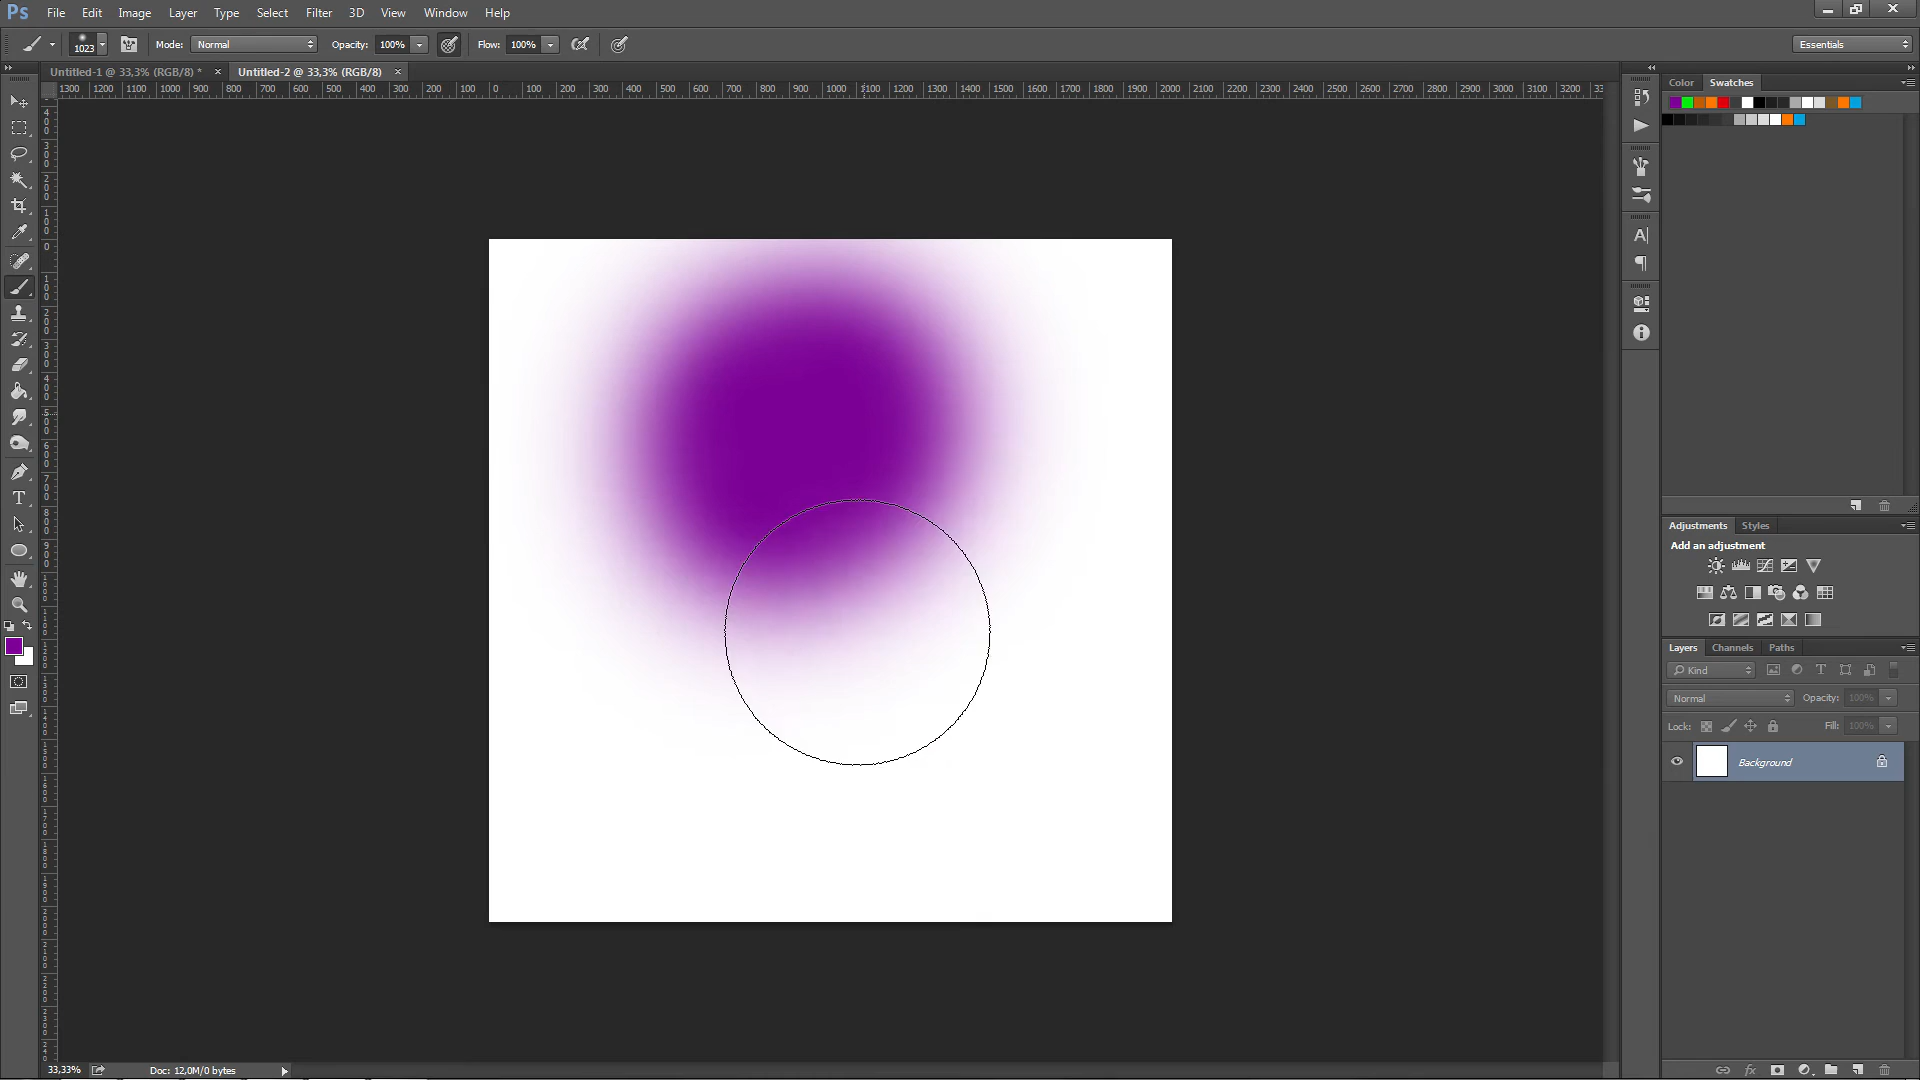 Ps File Edit Image Layer Type Select Filter 3D View Window Help
1023 Mode: Normal Opacity: 100% Flow: 100% Essentials
Untitled-1 @ 33,3% (RGB/8) * × Untitled-2 @ 33,3% (RGB/8) ×
1300 1200 1100 1000 900 800 700 600 500 400 300 200 100 0 100 200 300 400 500 600 700 800 900 1000 1100 1200 1300 1400 1500 1600 1700 1800 1900 2000 2100 2200 2300 2400 2500 2600 2700 2800 2900 3000 3100 3200
Color Swatches
Adjustments Styles
Add an adjustment
Layers Channels Paths
Kind
Normal Opacity: 100%
Lock: Fill: 100%
Background
33,33% Doc: 12,0M/0 bytes